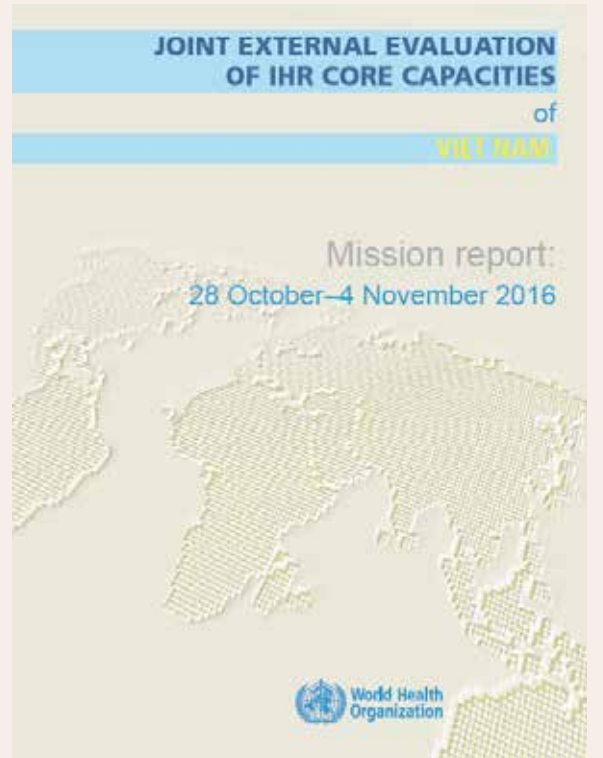 JOINT EXTERNAL EVALUATION
OF IHR CORE CAPACITIES
of
VIET NAM
Mission report:
28 October–4 November 2016
World Health
Organization